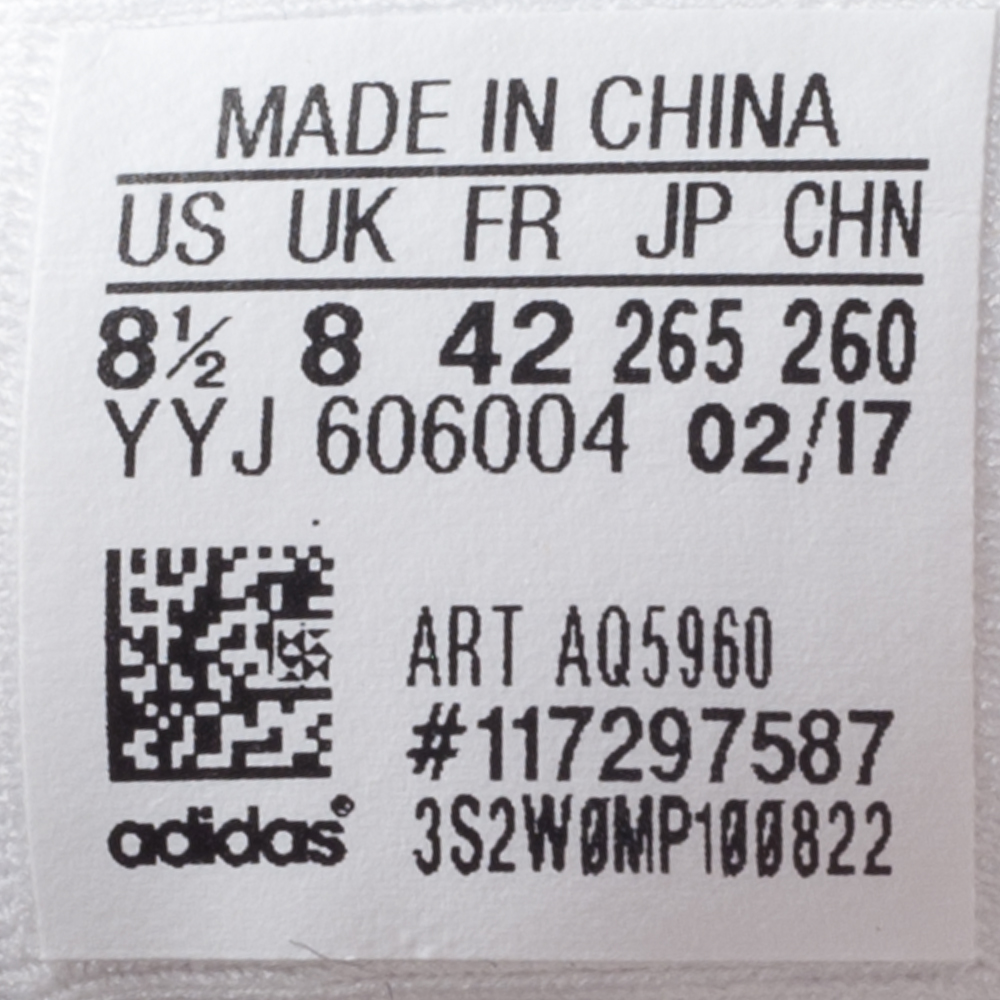 MADE IN CHINA
US UK FR JP CHN
8½ 8 42 265 260
YYJ 606004 02/17
ART AQ5960
#117297587
adidas® 3S2W0MP100822